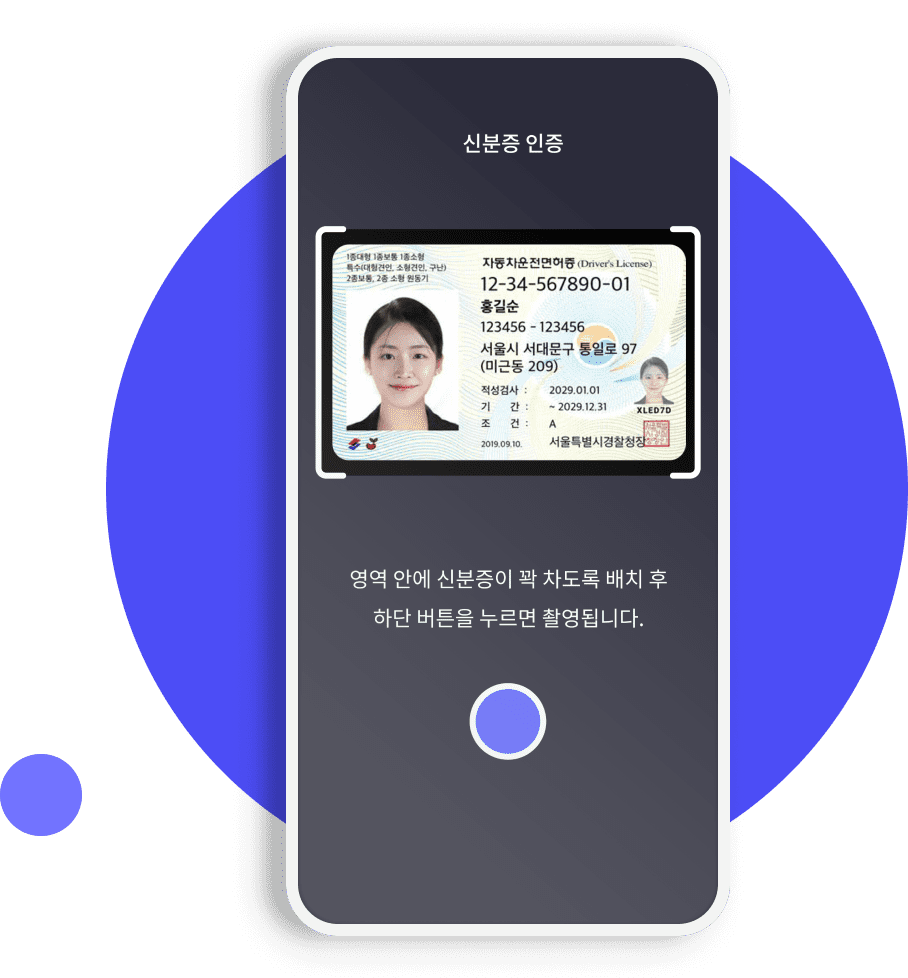 신분증 인증
1종대형 1종보통 1종소형
특수(대형견인, 소형견인, 구난)
2종보통, 2종 소형 원동기
자동차운전면허증 (Driver's License)
12-34-567890-01
홍길순
123456 - 123456
서울시 서대문구 통일로 97
(미근동 209)
적성검사 : 2029.01.01
기 간 : ~ 2029.12.31
조 건 : A
XLED7D
2019.09.10. 서울특별시경찰청장
영역 안에 신분증이 꽉 차도록 배치 후
하단 버튼을 누르면 촬영됩니다.